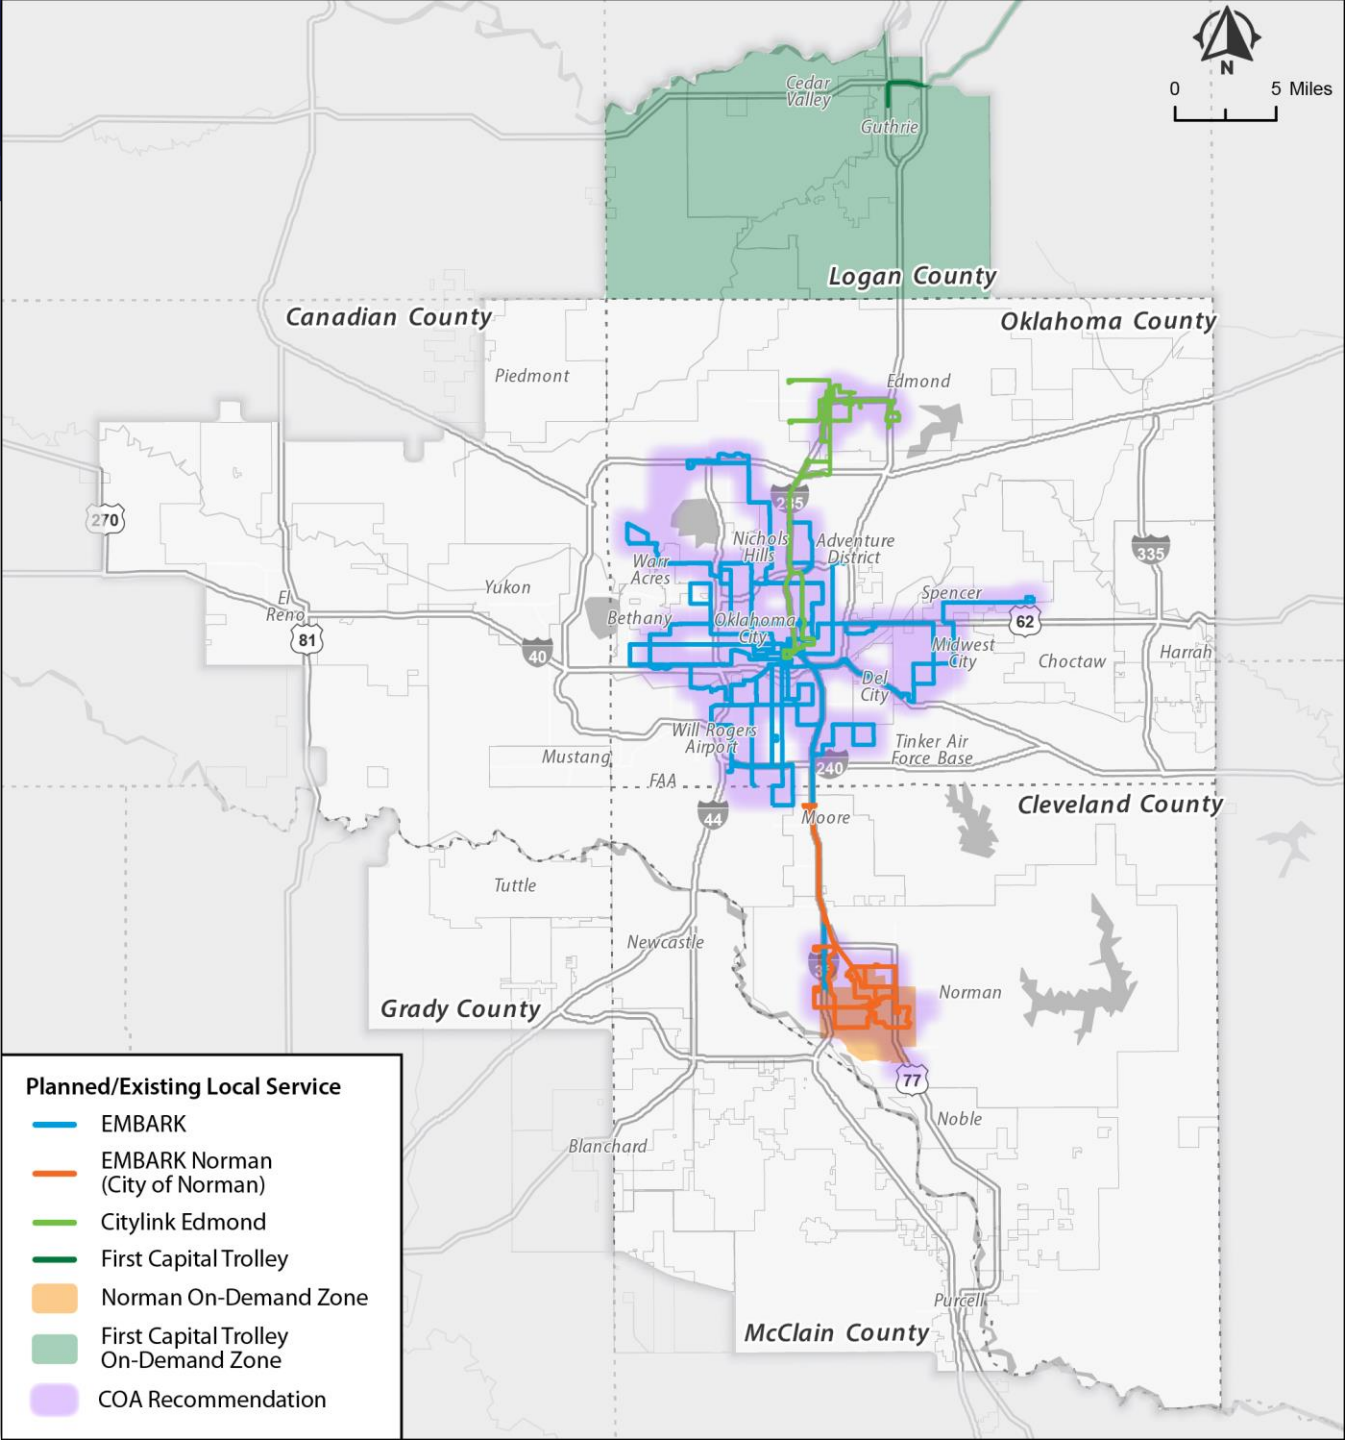 N
0 5 Miles
Cedar
Valley
Guthrie
Logan County
Canadian County
Oklahoma County
Piedmont
Edmond
235
270
Nichols
Hills
Adventure
District
335
Warr
Acres
Yukon
El
Reno
Spencer
Bethany
Oklahoma
City
62
81
40
Midwest
City
Choctaw
Harrah
Del
City
Will Rogers
Airport
Tinker Air
Force Base
Mustang
240
FAA
44
Moore
Cleveland County
Tuttle
Newcastle
Norman
Grady County
77
Noble
Blanchard
Purcell
McClain County
Planned/Existing Local Service
EMBARK
EMBARK Norman
(City of Norman)
Citylink Edmond
First Capital Trolley
Norman On-Demand Zone
First Capital Trolley
On-Demand Zone
COA Recommendation